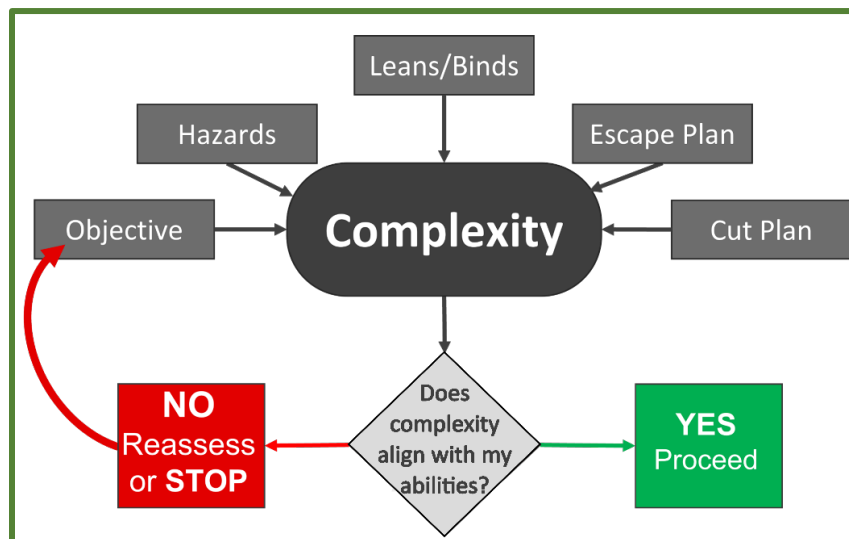 Leans/Binds
Hazards
Escape Plan
Objective
Complexity
Cut Plan
Does
complexity
align with my
abilities?
NO
Reassess
or STOP
YES
Proceed